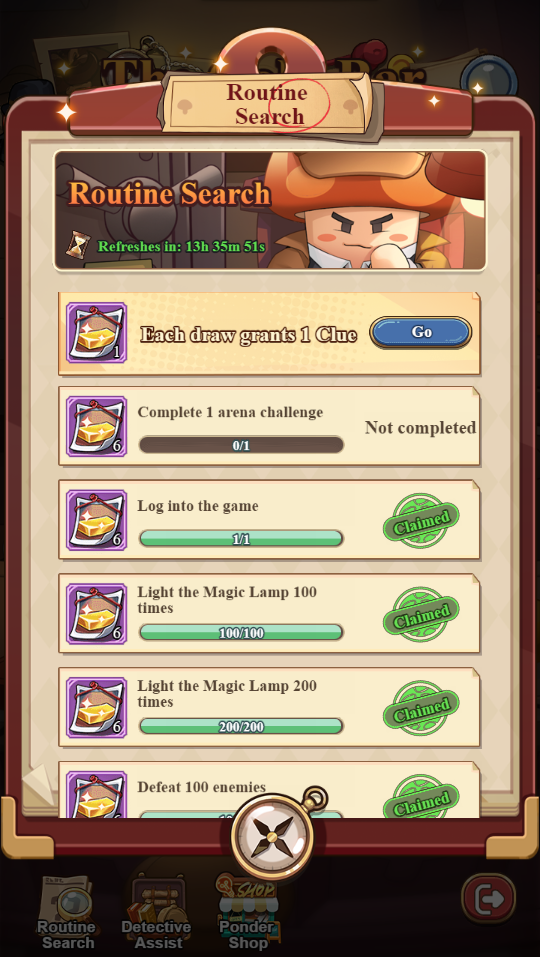 Routine
Search
Routine Search
Refreshes in: 13h 35m 51s
1
Each draw grants 1 Clue
Go
6
Complete 1 arena challenge
0/1
Not completed
6
Log into the game
1/1
Claimed
6
Light the Magic Lamp 100
times
100/100
Claimed
6
Light the Magic Lamp 200
times
200/200
Claimed
Defeat 100 enemies
Claimed
SHOP
Routine
Search
Detective
Assist
Ponder
Shop